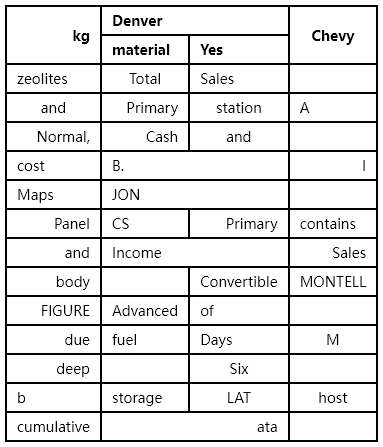 kg Denver Chevy
material Yes
zeolites Total Sales
and Primary station A
Normal, Cash and
cost B. l
Maps JON
Panel CS Primary contains
and Income Sales
body Convertible MONTELL
FIGURE Advanced of
due fuel Days M
deep Six
b storage LAT host
cumulative ata